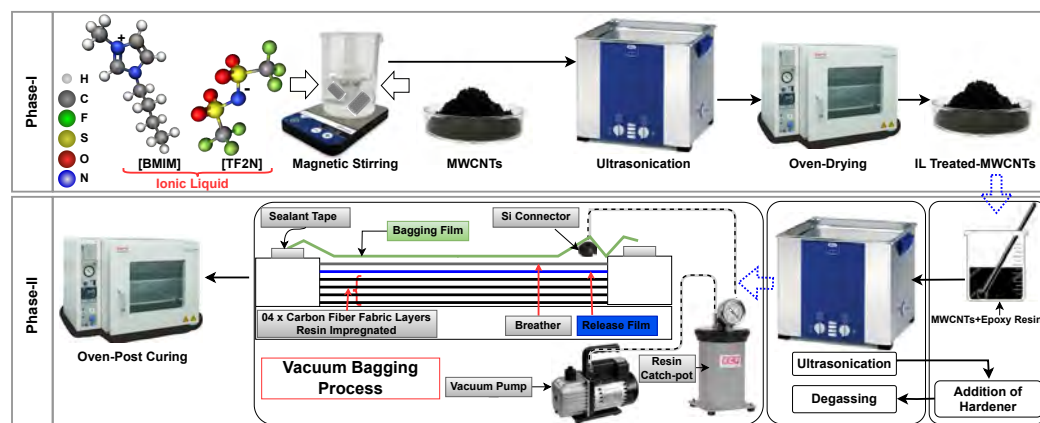 Phase-I
H
C
F
S
O
N
+
-
[BMIM]
[TF2N]
Ionic Liquid
Magnetic Stirring
MWCNTs
Ultrasonication
Oven-Drying
IL Treated-MWCNTs
Phase-II
Oven-Post Curing
Sealant Tape
Bagging Film
Si Connector
04 x Carbon Fiber Fabric Layers
Resin Impregnated
Breather
Release Film
Vacuum Bagging
Process
Vacuum Pump
Resin
Catch-pot
MWCNTs+Epoxy Resin
Ultrasonication
Degassing
Addition of
Hardener